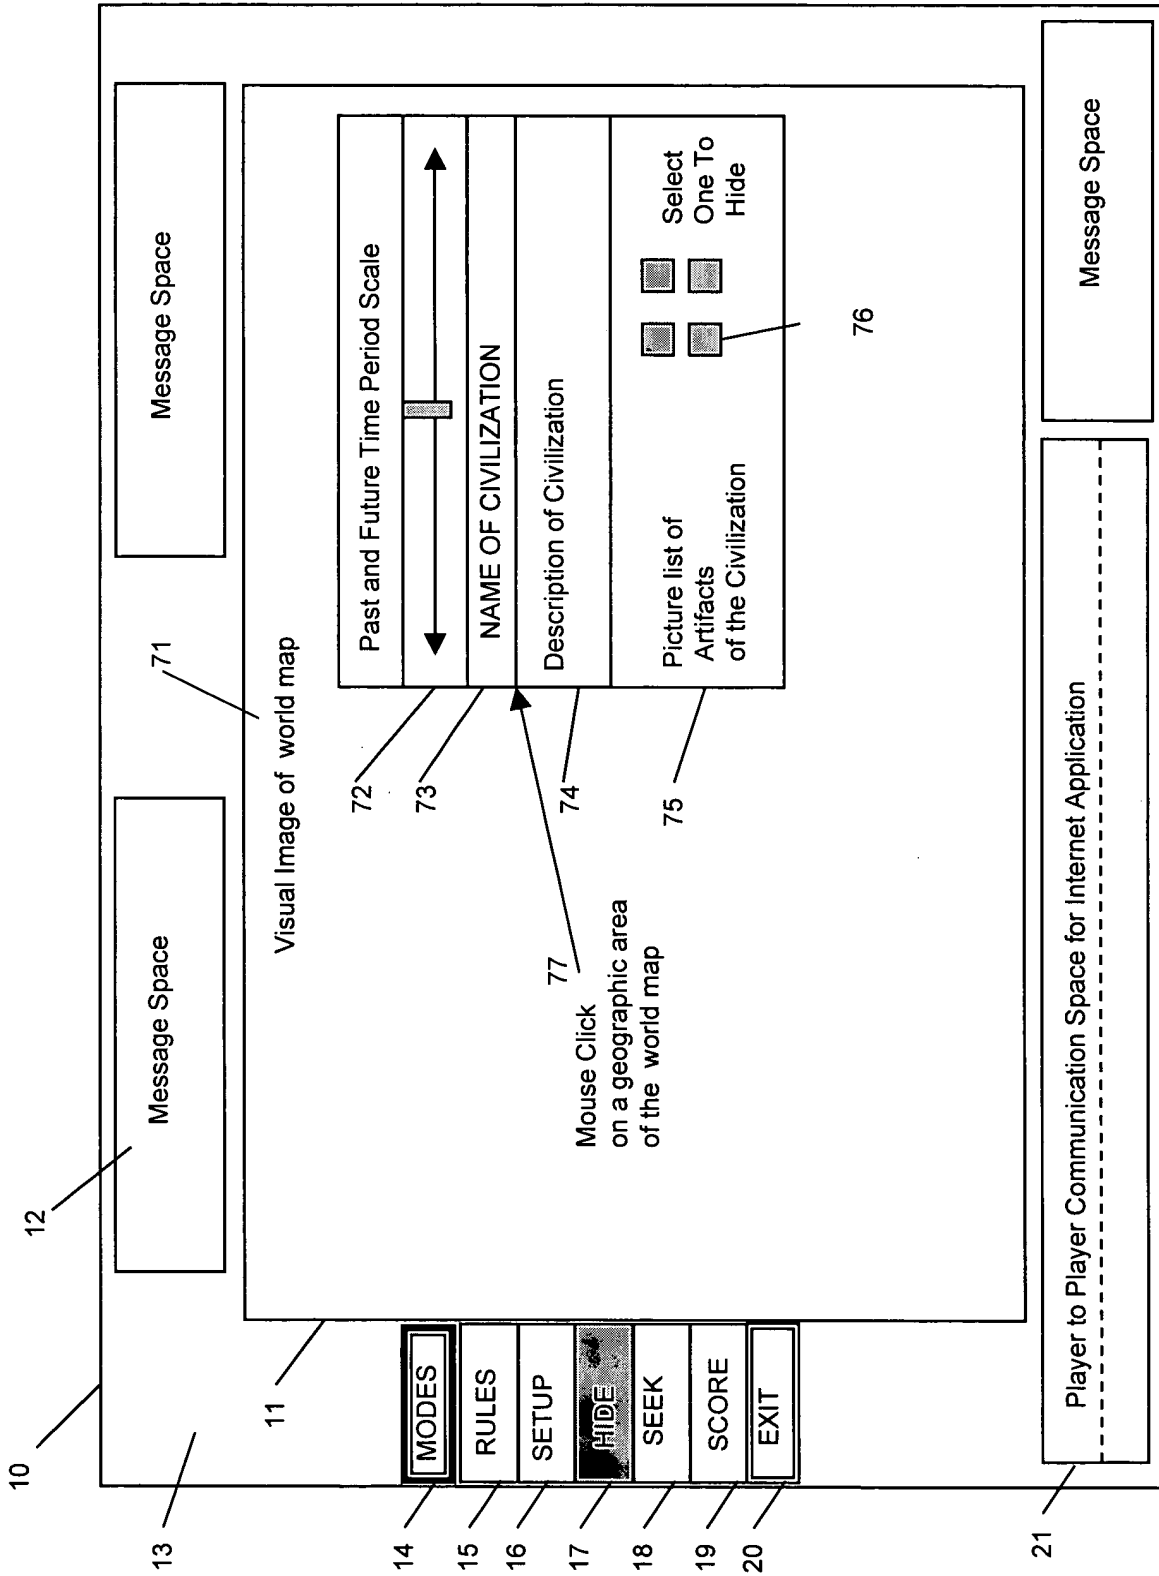 10
12
13
Message Space
71
Message Space
11
Visual Image of world map
14
MODES
15
RULES
16
SETUP
17
HIDE
18
SEEK
19
SCORE
20
EXIT
72
Past and Future Time Period Scale
73
NAME OF CIVILIZATION
77
Mouse Click
on a geographic area
of the world map
74
Description of Civilization
75
Picture list of
Artifacts
of the Civilization
Select
One To
Hide
76
21
Player to Player Communication Space for Internet Application
Message Space